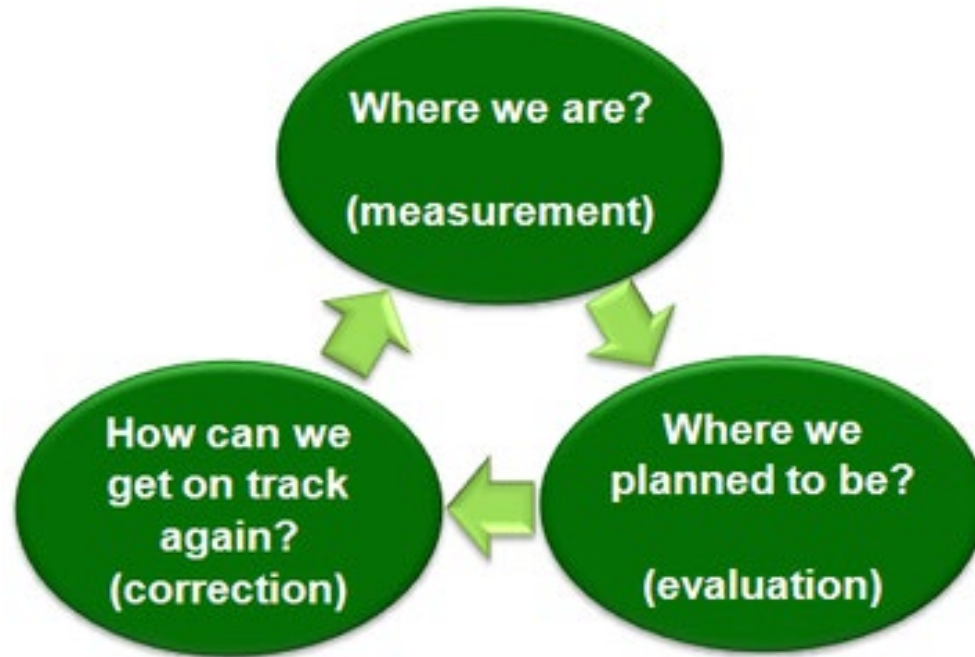 Where we are?
(measurement)
Where we
planned to be?
(evaluation)
How can we
get on track
again?
(correction)